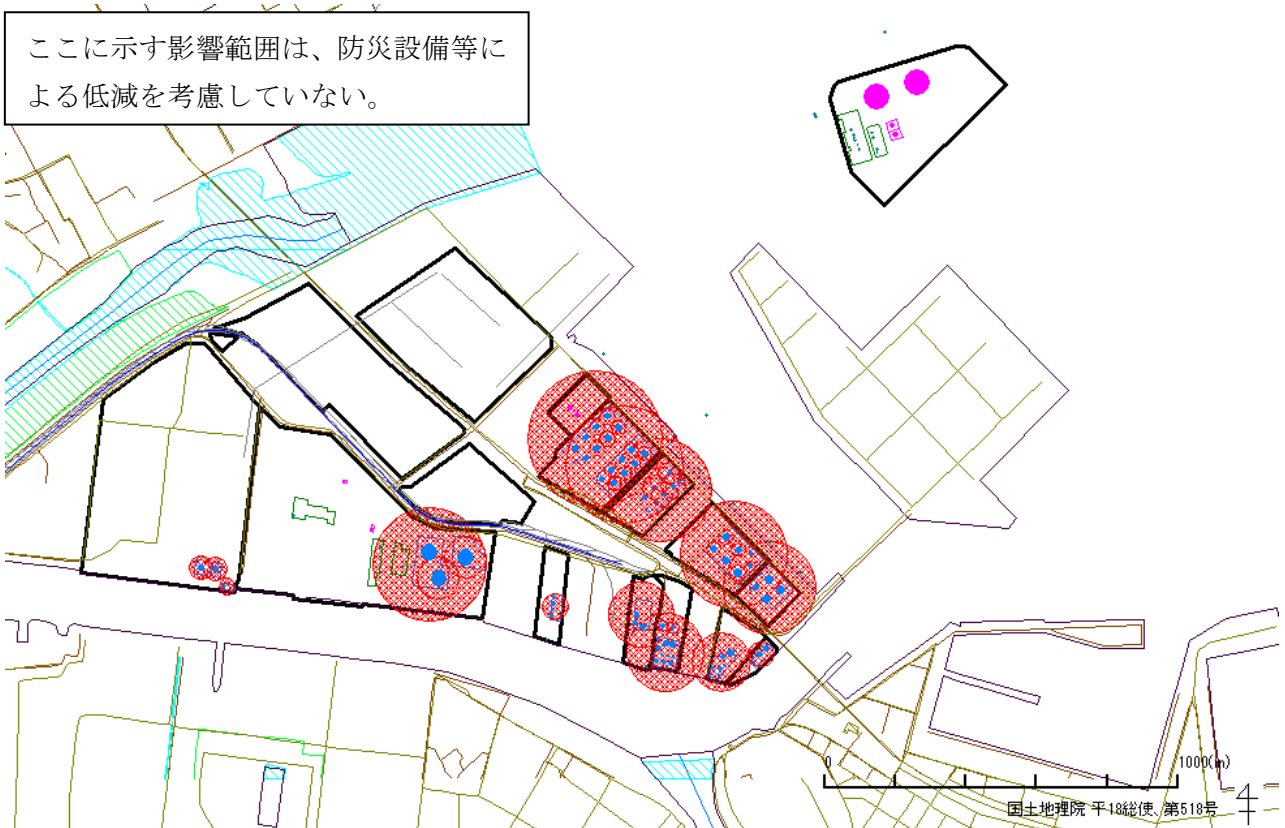 ここに示す影響範囲は、防災設備等に
よる低減を考慮していない。
0
1000(m)
国土地理院 平18総使、第518号